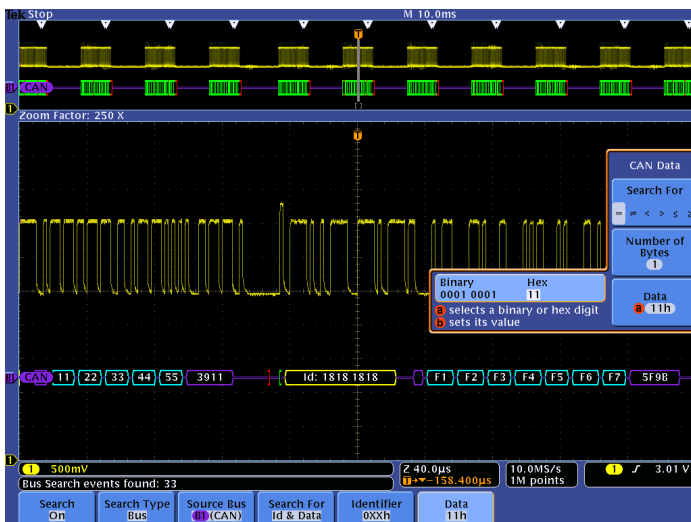 Tek Stop
M 10.0ms
T
B1 CAN
1
Zoom Factor: 250 X
T
CAN Data
Search For
= ≠ < > ≤ ≥
Number of
Bytes
1
Data
a 11h
Binary Hex
0001 0001 11
a selects a binary or hex digit
b sets its value
B1 CAN 11 22 33 44 55 3911 Id: 1818 1818 F1 F2 F3 F4 F5 F6 F7 5F9B
1
1 500mV
Z 40.0µs
T→▼−158.400µs
10.0MS/s
1M points
1 ƒ 3.01 V
Bus Search events found: 33
Search
On
Search Type
Bus
Source Bus
B1 (CAN)
Search For
Id & Data
Identifier
0XXh
Data
11h